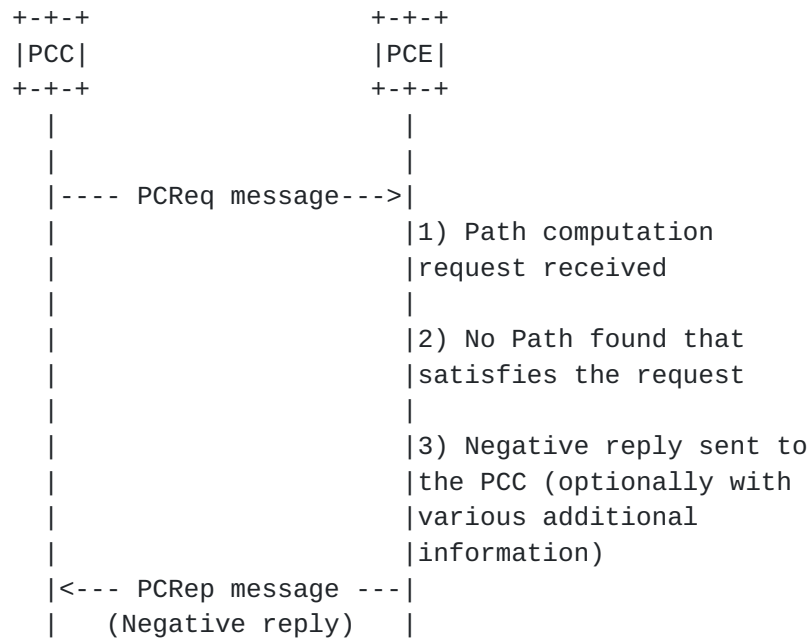 +-+-+                  +-+-+
|PCC|                  |PCE|
+-+-+                  +-+-+
  |                      |
  |                      |
  |---- PCReq message--->|
  |                      |1) Path computation
  |                      |request received
  |                      |
  |                      |2) No Path found that
  |                      |satisfies the request
  |                      |
  |                      |3) Negative reply sent to
  |                      |the PCC (optionally with
  |                      |various additional
  |                      |information)
  |<--- PCRep message ---|
  |   (Negative reply)   |